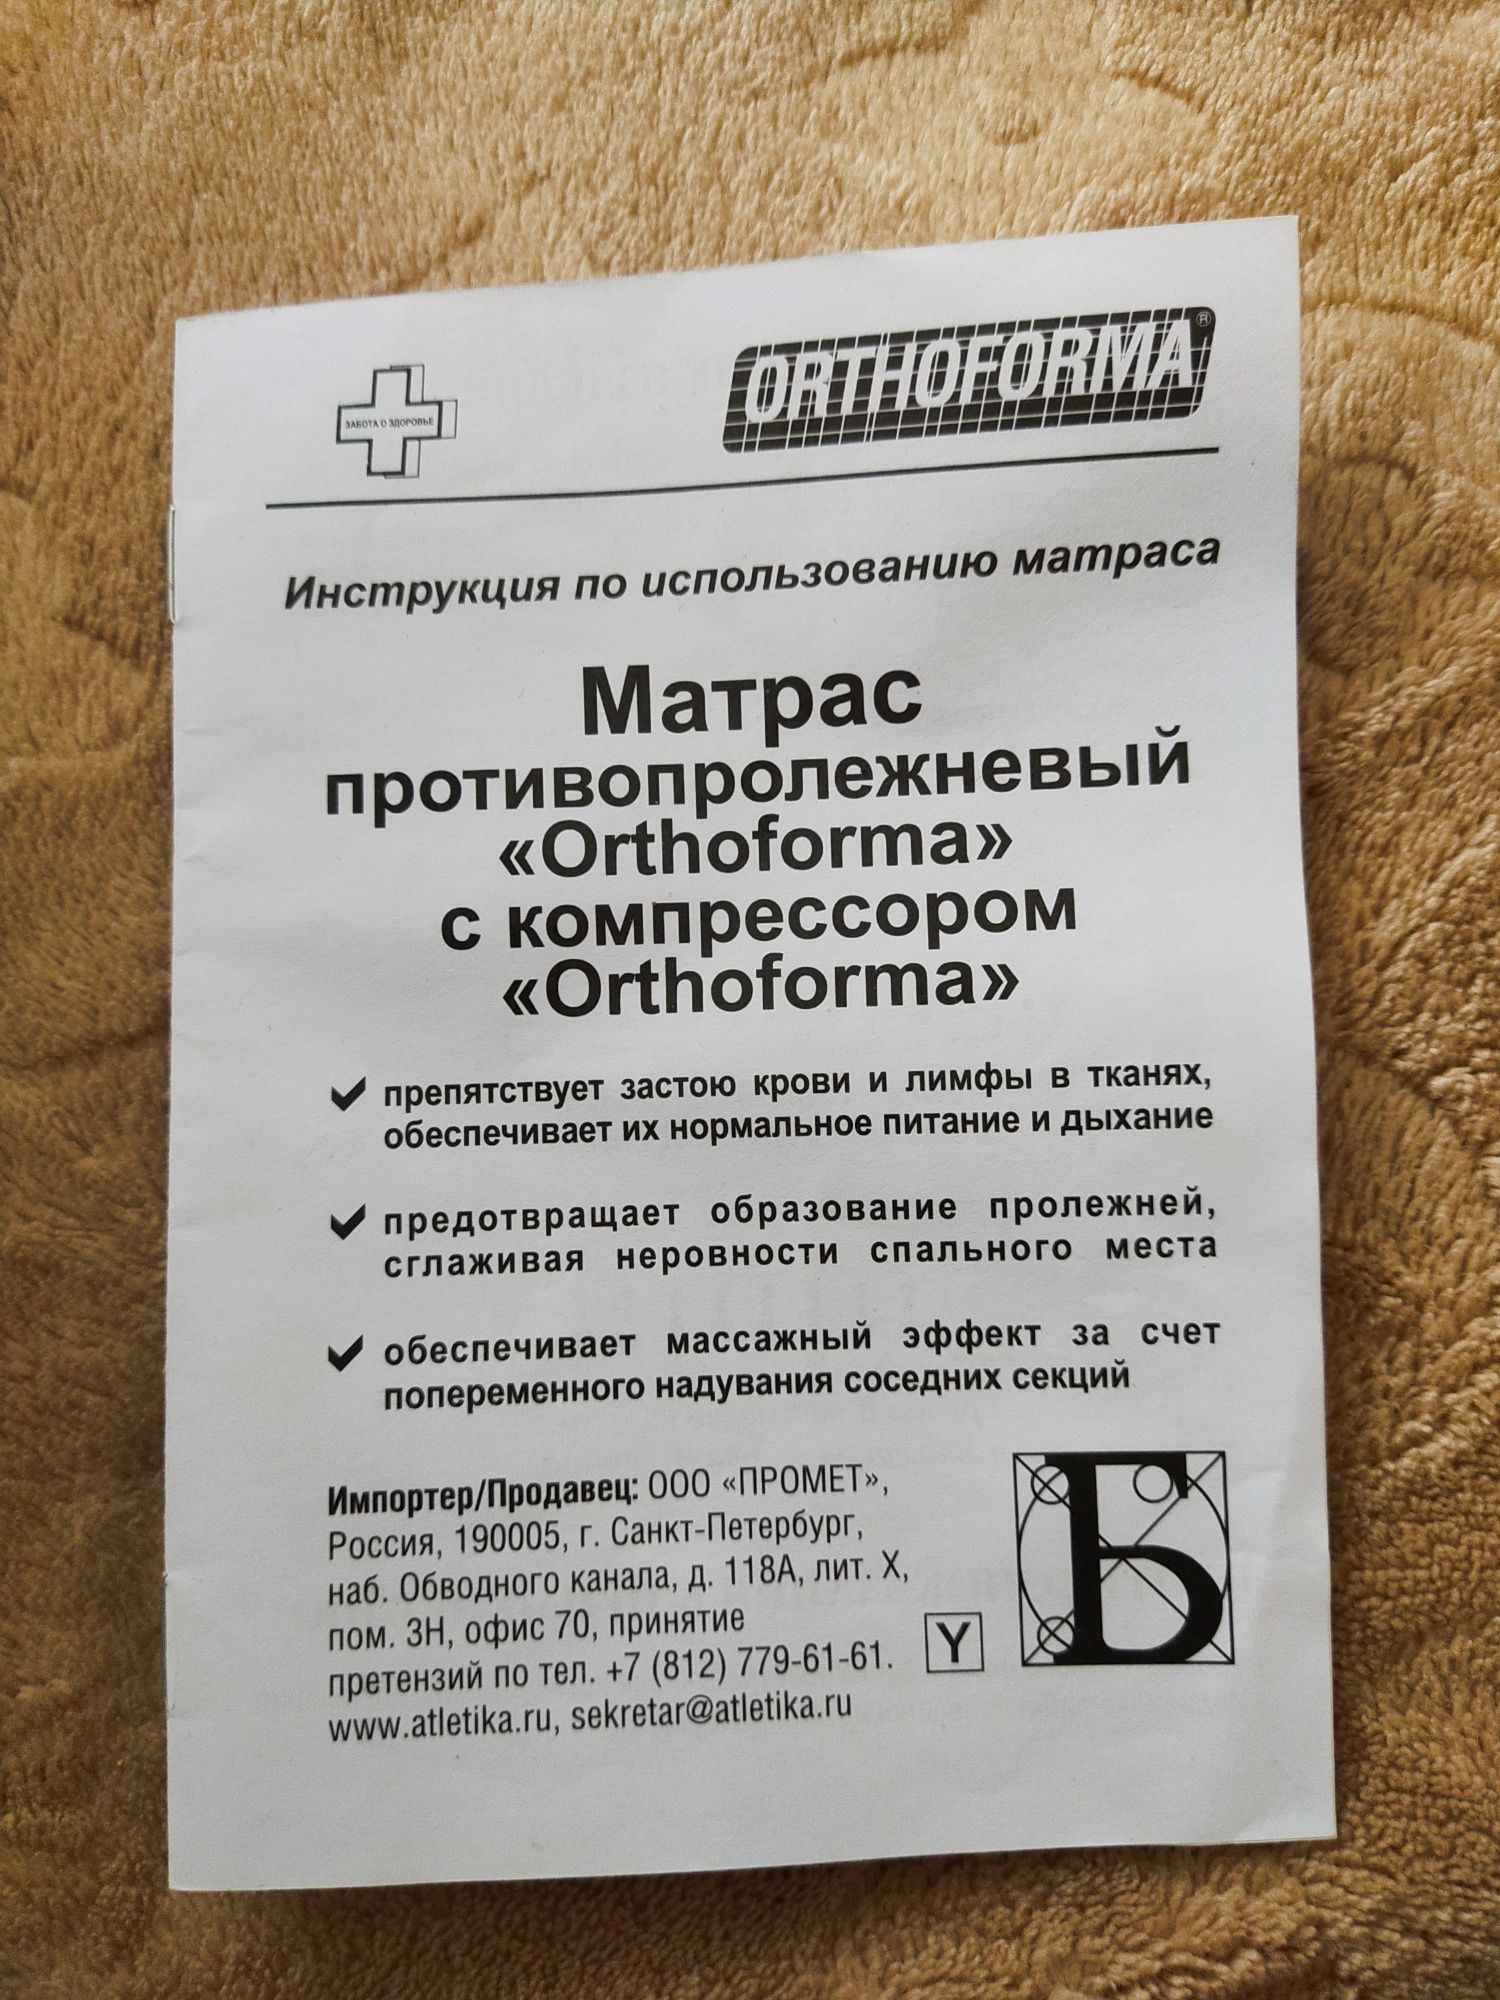 ЗАБОТА О ЗДОРОВЬЕ
ORTHOFORMA®
Инструкция по использованию матраса
Матрас
противопролежневый
«Orthoforma»
с компрессором
«Orthoforma»
✔ препятствует застою крови и лимфы в тканях,
обеспечивает их нормальное питание и дыхание
✔ предотвращает образование пролежней,
сглаживая неровности спального места
✔ обеспечивает массажный эффект за счет
попеременного надувания соседних секций
Импортер/Продавец: ООО «ПРОМЕТ»,
Россия, 190005, г. Санкт-Петербург,
наб. Обводного канала, д. 118А, лит. Х,
пом. 3Н, офис 70, принятие
претензий по тел. +7 (812) 779-61-61.
www.atletika.ru, sekretar@atletika.ru
Y
Б